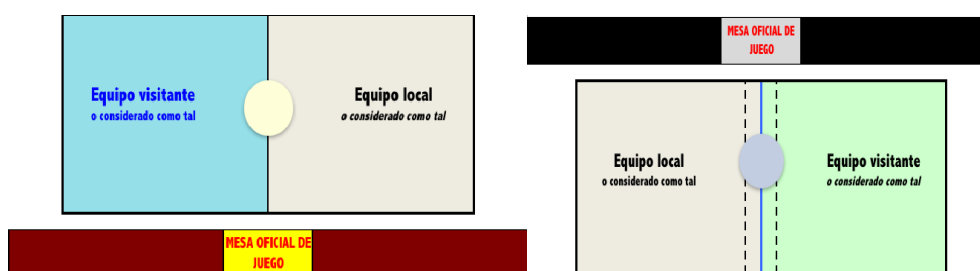 Equipo visitante
o considerado como tal
Equipo local
o considerado como tal
MESA OFICIAL DE
JUEGO
MESA OFICIAL DE
JUEGO
Equipo local
o considerado como tal
Equipo visitante
o considerado como tal